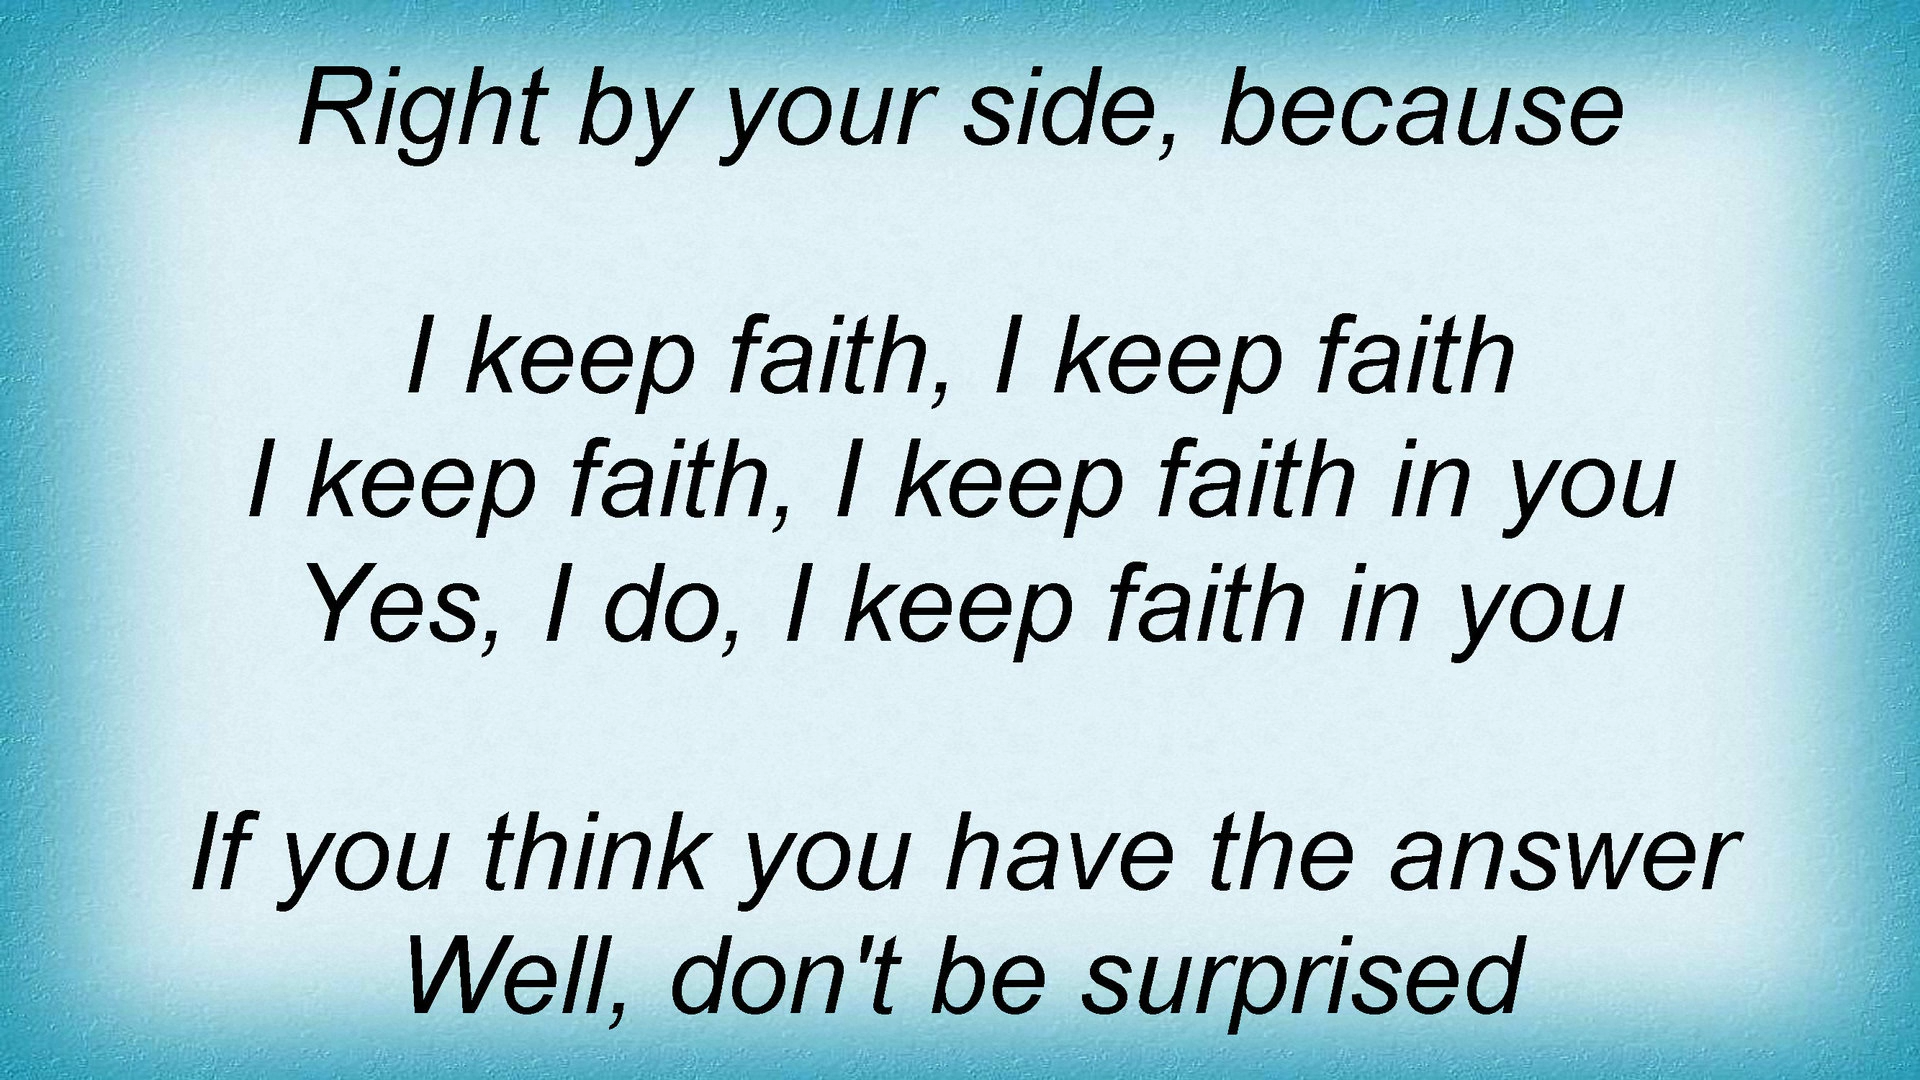 Right by your side, because
I keep faith, I keep faith
I keep faith, I keep faith in you
Yes, I do, I keep faith in you
If you think you have the answer
Well, don't be surprised